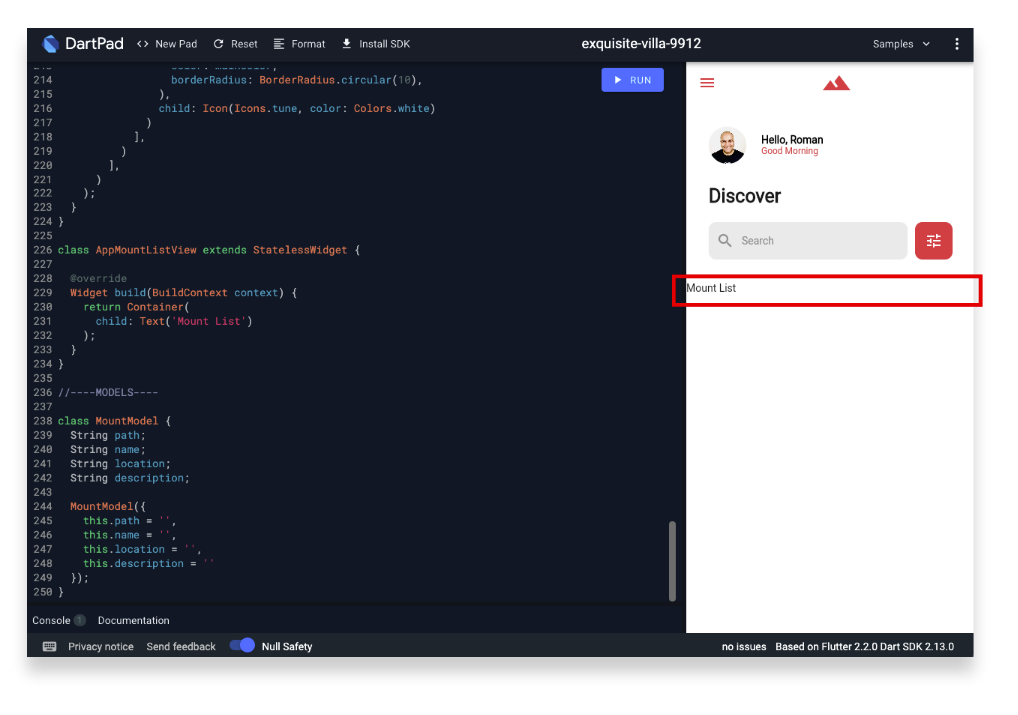 DartPad <> New Pad Reset Format Install SDK exquisite-villa-9912 Samples
214 borderRadius: BorderRadius.circular(10),
215 ),
216 child: Icon(Icons.tune, color: Colors.white)
217 )
218 ],
219 )
220 ],
221 )
222 );
223 }
224 }
225
226 class AppMountListView extends StatelessWidget {
227
228 @override
229 Widget build(BuildContext context) {
230 return Container(
231 child: Text('Mount List')
232 );
233 }
234 }
235
236 //----MODELS----
237
238 class MountModel {
239 String path;
240 String name;
241 String location;
242 String description;
243
244 MountModel({
245 this.path = '',
246 this.name = '',
247 this.location = '',
248 this.description = ''
249 });
250 }
RUN
Hello, Roman
Good Morning
Discover
Search
Mount List
Console 1 Documentation
Privacy notice Send feedback Null Safety no issues Based on Flutter 2.2.0 Dart SDK 2.13.0